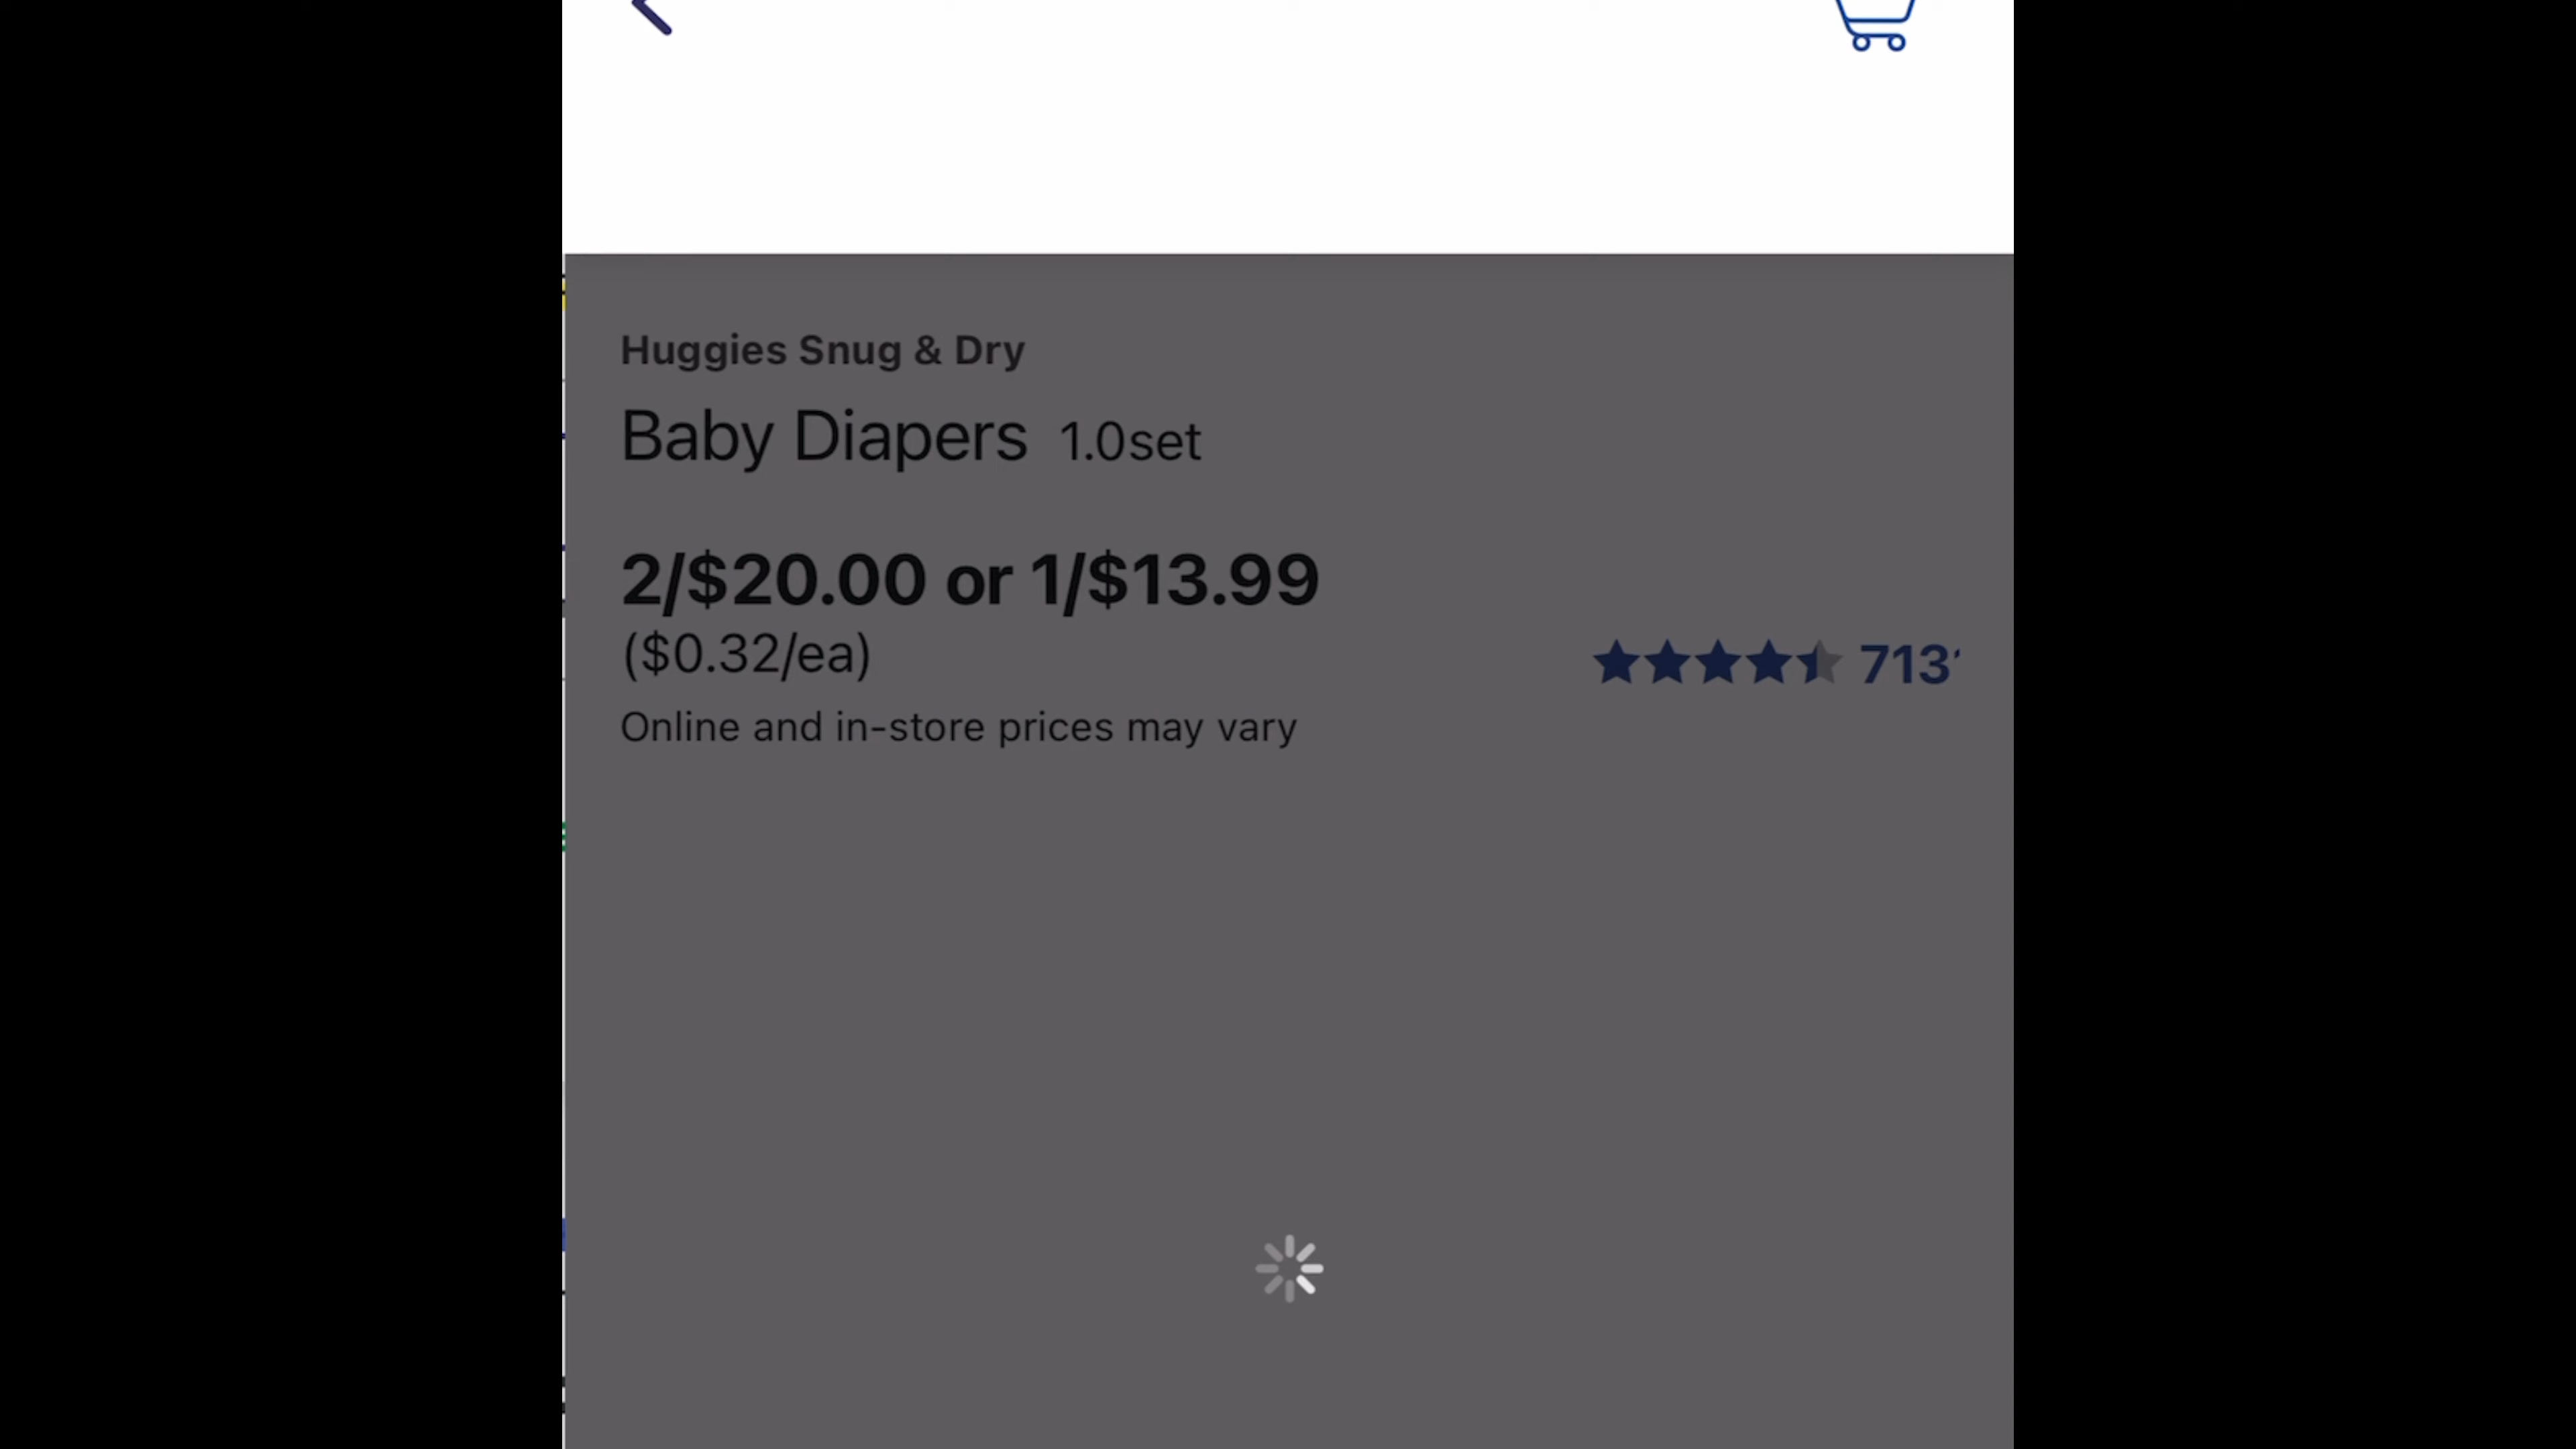 Huggies Snug & Dry
Baby Diapers 1.0set
2/$20.00 or 1/$13.99
($0.32/ea)
Online and in-store prices may vary